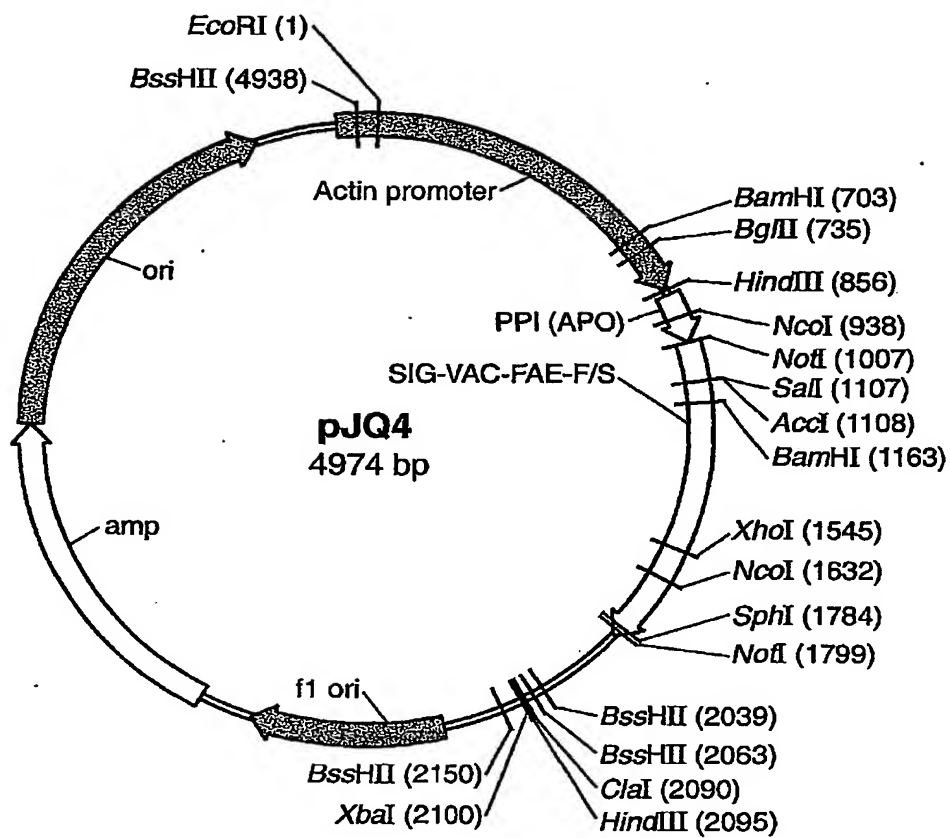 EcoRI (1)
BssHII (4938)
Actin promoter
BamHI (703)
BglII (735)
HindIII (856)
PPI (APO)
NcoI (938)
NotI (1007)
SIG-VAC-FAE-F/S
SalI (1107)
AccI (1108)
BamHI (1163)
ori
pJQ4
4974 bp
amp
XhoI (1545)
NcoI (1632)
SphI (1784)
NotI (1799)
f1 ori
BssHII (2039)
BssHII (2063)
BssHII (2150)
ClaI (2090)
XbaI (2100)
HindIII (2095)